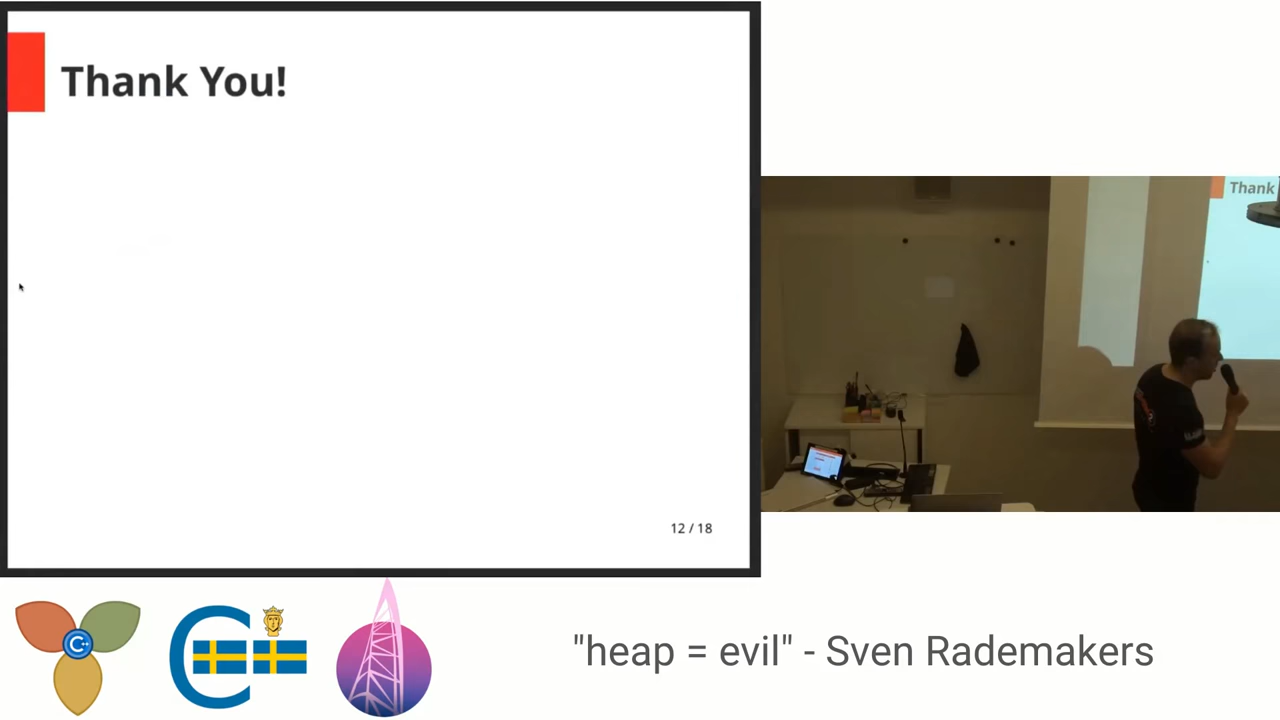 Thank You!
12 / 18
Thank
C++
"heap = evil" - Sven Rademakers